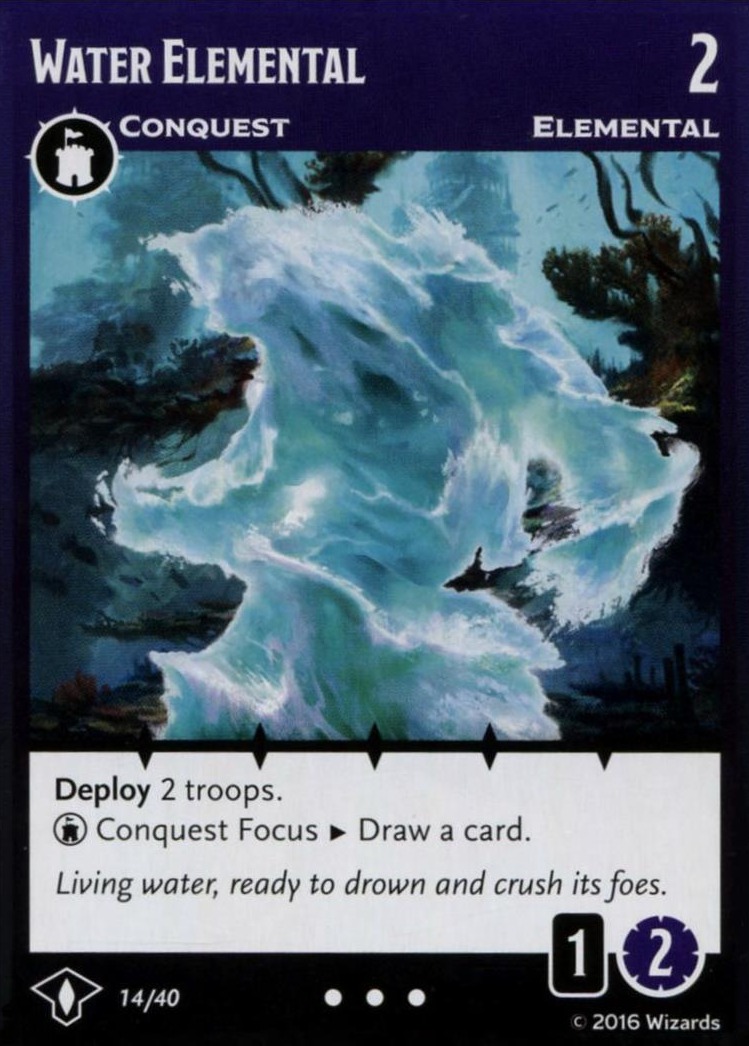 Water Elemental 2
Conquest Elemental
Deploy 2 troops.
Conquest Focus ▶ Draw a card.
Living water, ready to drown and crush its foes.
1 2
14/40
© 2016 Wizards